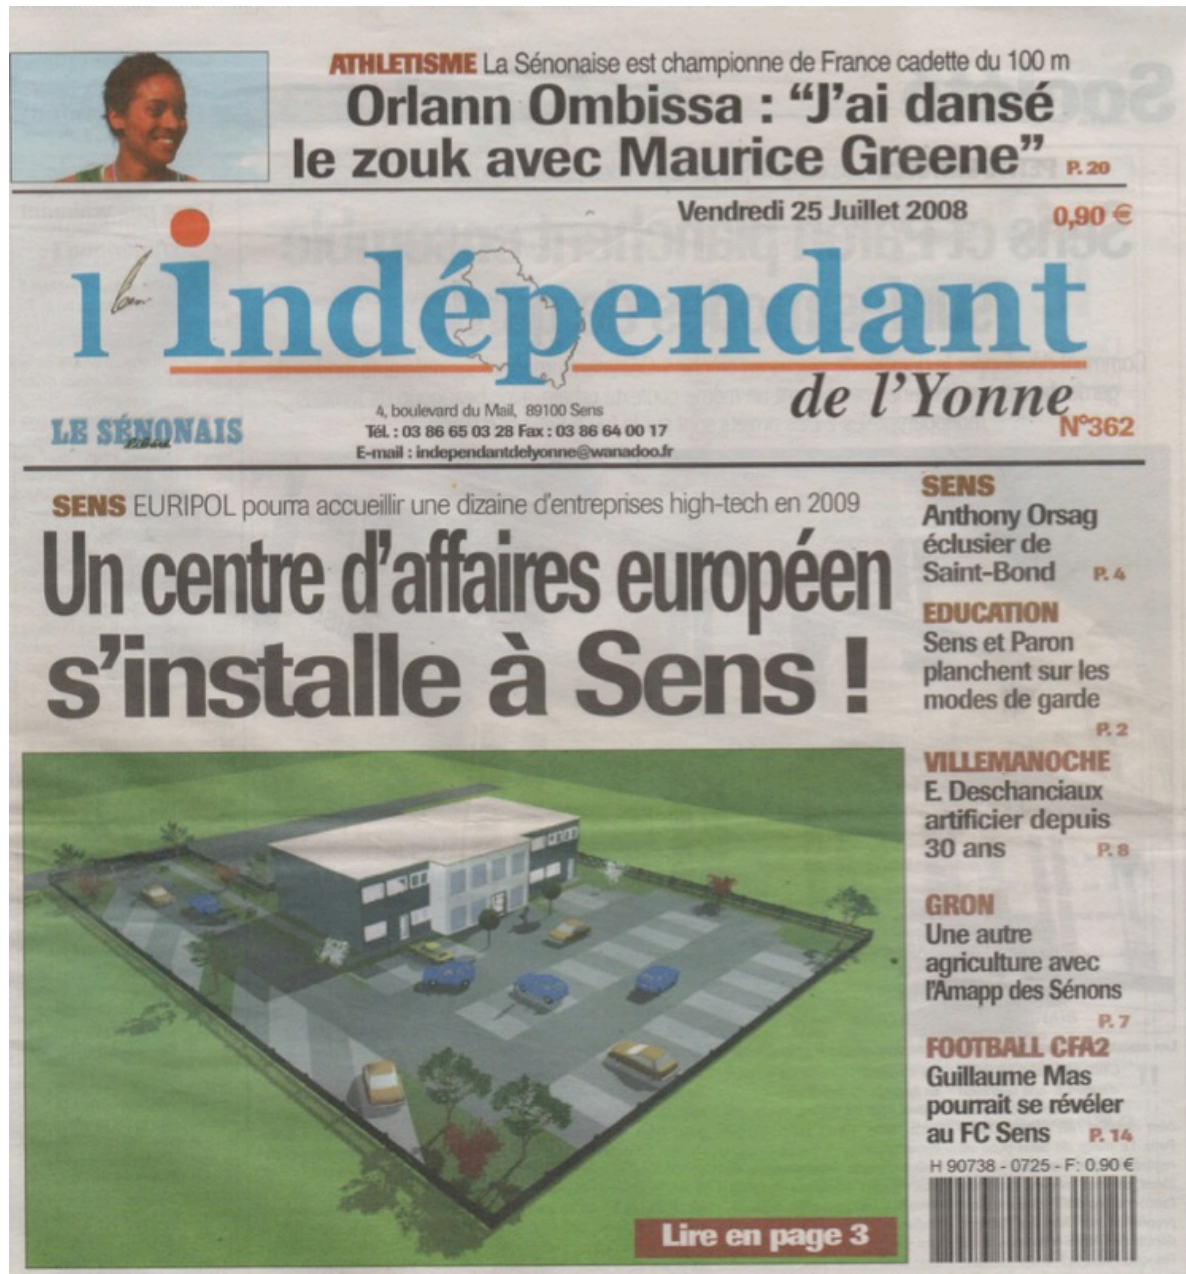 ATHLETISME La Sénonaise est championne de France cadette du 100 m
Orlann Ombissa : “J’ai dansé
le zouk avec Maurice Greene” P. 20
Vendredi 25 Juillet 2008 0,90 €
l'indépendant
de l’Yonne
LE SÉNONAIS
4, boulevard du Mail, 89100 Sens
Tél. : 03 86 65 03 28 Fax : 03 86 64 00 17
E-mail : independantdelyonne@wanadoo.fr
N°362
SENS EURIPOL pourra accueillir une dizaine d'entreprises high-tech en 2009
Un centre d’affaires européen
s’installe à Sens !
Lire en page 3
SENS
Anthony Orsag
éclusier de
Saint-Bond P. 4
EDUCATION
Sens et Paron
planchent sur les
modes de garde
P. 2
VILLEMANOCHE
E. Deschanciaux
artificier depuis
30 ans P. 8
GRON
Une autre
agriculture avec
l'Amapp des Sénons
P. 7
FOOTBALL CFA2
Guillaume Mas
pourrait se révéler
au FC Sens P. 14
H 90738 - 0725 - F: 0.90 €